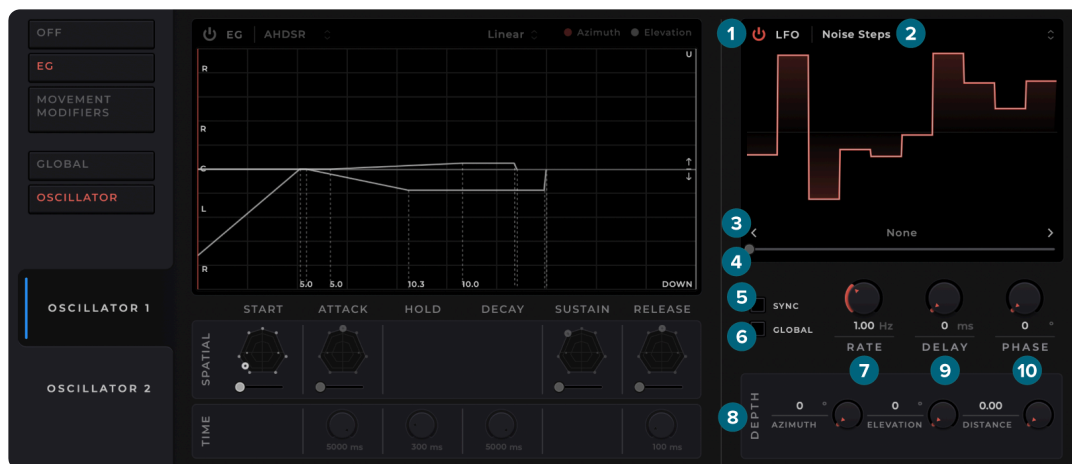 OFF
EG
MOVEMENT
MODIFIERS
GLOBAL
OSCILLATOR
OSCILLATOR 1
OSCILLATOR 2
EG AHDSR Linear Azimuth Elevation
R
U
R
C
L
R
5.0 5.0 10.3 10.0 DOWN
START ATTACK HOLD DECAY SUSTAIN RELEASE
SPATIAL
TIME
5000 ms 300 ms 5000 ms 100 ms
1 LFO Noise Steps 2
3
< None >
4
5 SYNC
6 GLOBAL
1.00 Hz 0 ms 0 °
RATE DELAY PHASE
7 9 10
8 DEPTH
0 ° 0 ° 0.00
AZIMUTH ELEVATION DISTANCE